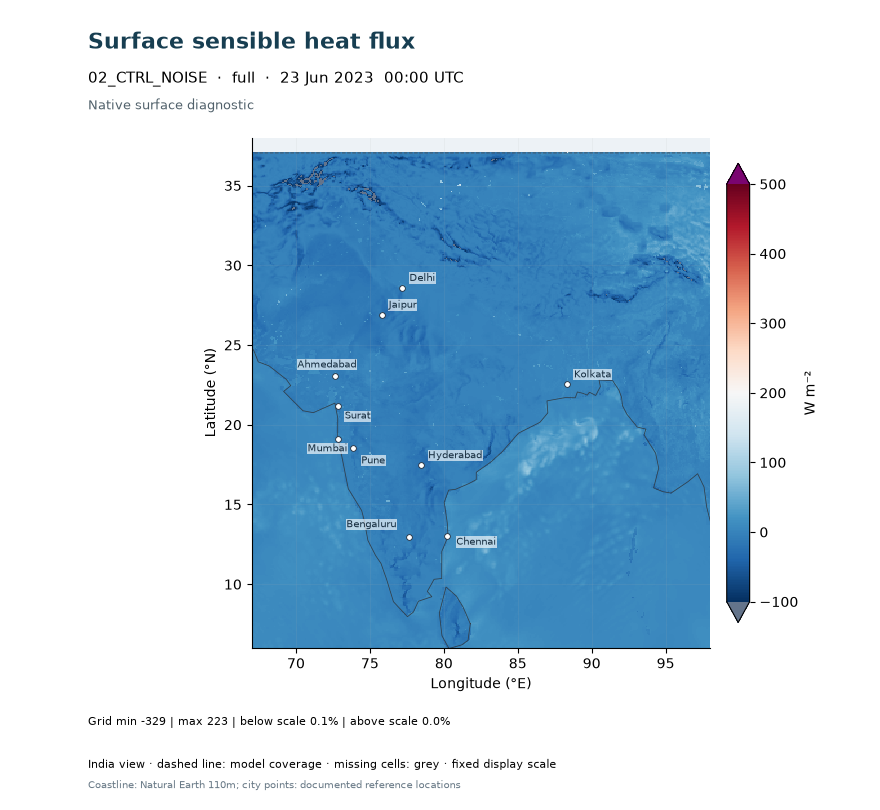 Surface sensible heat flux
02_CTRL_NOISE · full · 23 Jun 2023 00:00 UTC
Native surface diagnostic
35
30
25
20
15
10
Latitude (°N)
Delhi
Jaipur
Ahmedabad
Kolkata
Surat
Mumbai
Pune
Hyderabad
Bengaluru
Chennai
70
75
80
85
90
95
Longitude (°E)
500
400
300
200
100
0
−100
W m⁻²
Grid min -329 | max 223 | below scale 0.1% | above scale 0.0%
India view · dashed line: model coverage · missing cells: grey · fixed display scale
Coastline: Natural Earth 110m; city points: documented reference locations